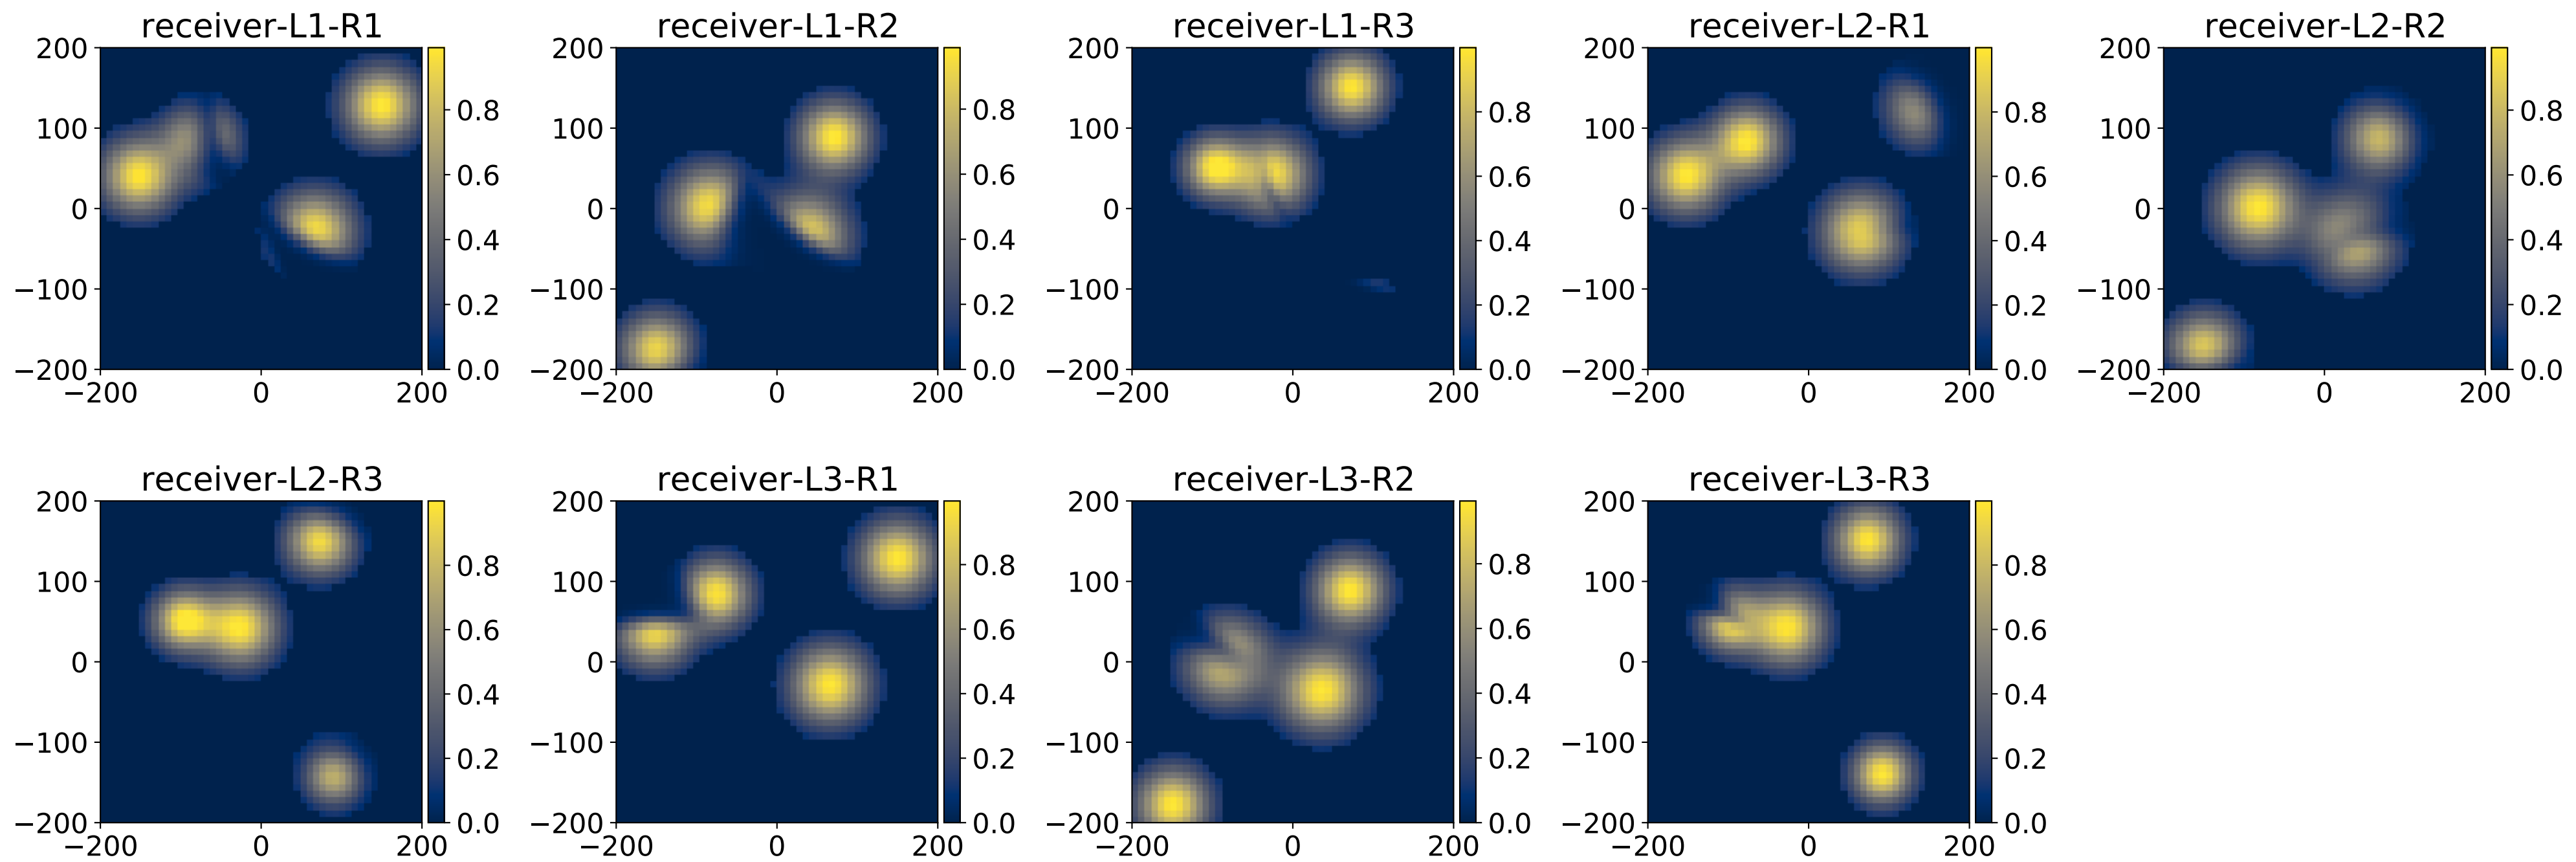 receiver-L1-R1 receiver-L1-R2 receiver-L1-R3 receiver-L2-R1 receiver-L2-R2
200 200 200 200 200
0.8 0.8 0.8 0.8 0.8
100 100 100 100 100
0.6 0.6 0.6 0.6 0.6
0 0 0 0 0
0.4 0.4 0.4 0.4 0.4
−100 −100 −100 −100 −100
0.2 0.2 0.2 0.2 0.2
−200 0.0 −200 0.0 −200 0.0 −200 0.0 −200 0.0
−200 0 200 −200 0 200 −200 0 200 −200 0 200 −200 0 200
receiver-L2-R3 receiver-L3-R1 receiver-L3-R2 receiver-L3-R3
200 200 200 200
0.8 0.8 0.8 0.8
100 100 100 100
0.6 0.6 0.6 0.6
0 0 0 0
0.4 0.4 0.4 0.4
−100 −100 −100 −100
0.2 0.2 0.2 0.2
−200 0.0 −200 0.0 −200 0.0 −200 0.0
−200 0 200 −200 0 200 −200 0 200 −200 0 200